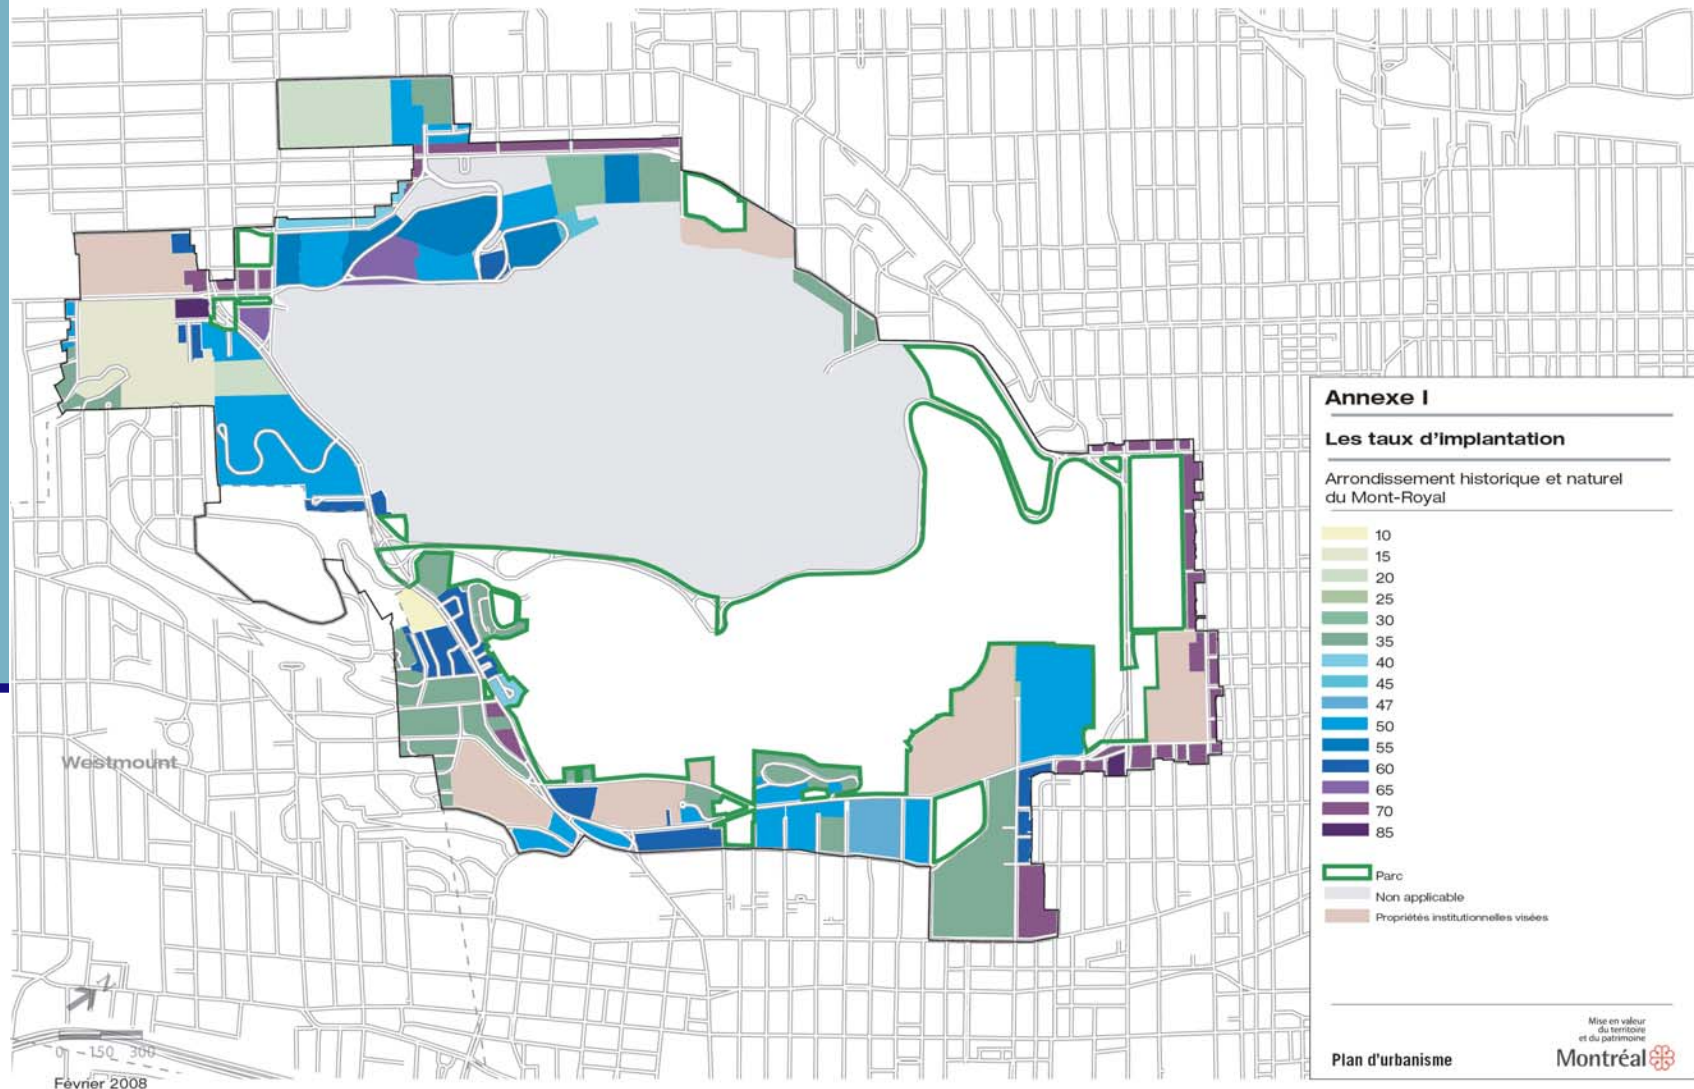 Westmount
N
0 150 300
Février 2008
Annexe I
Les taux d'implantation
Arrondissement historique et naturel
du Mont-Royal
10
15
20
25
30
35
40
45
47
50
55
60
65
70
85
Parc
Non applicable
Propriétés institutionnelles visées
Plan d'urbanisme
Mise en valeur
du territoire
et du patrimoine
Montréal